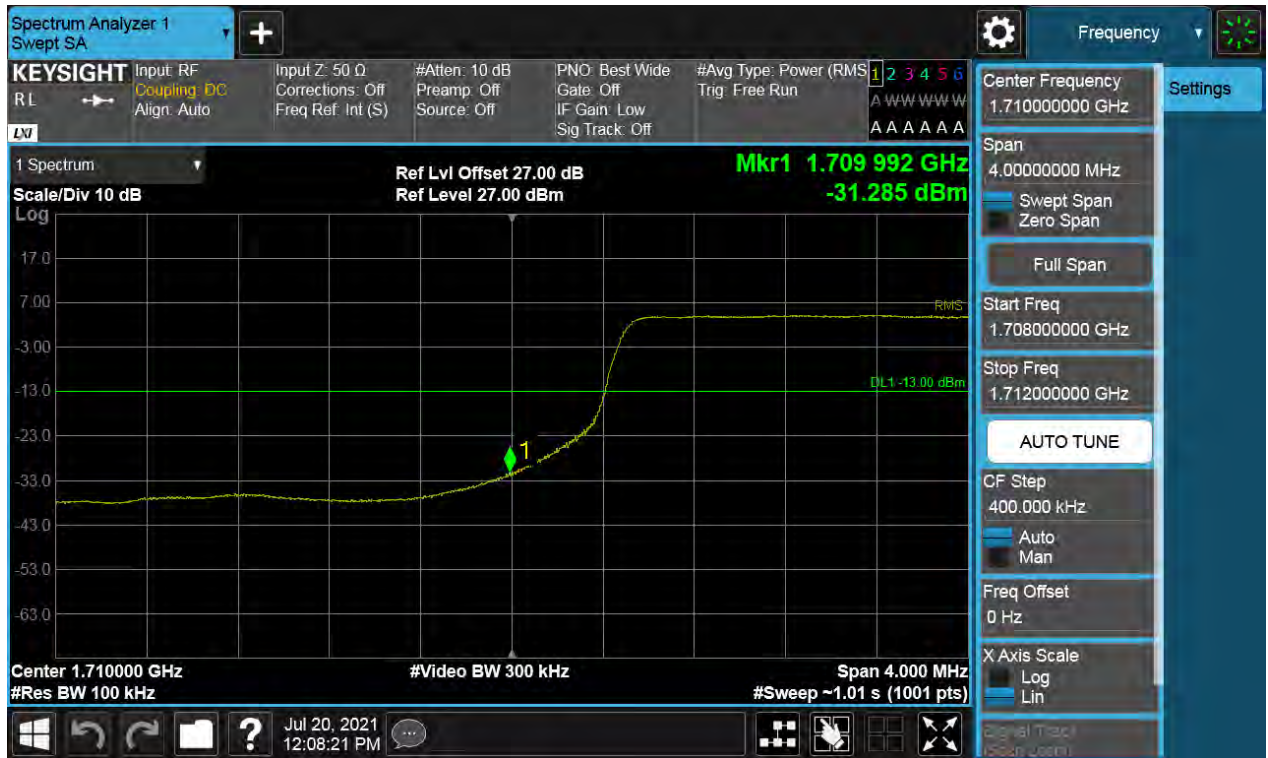 Spectrum Analyzer 1
Swept SA
+
Frequency
KEYSIGHT
RL
LXI
Input: RF
Coupling: DC
Align: Auto
Input Z: 50 Ω
Corrections: Off
Freq Ref: Int (S)
#Atten: 10 dB
Preamp: Off
Source: Off
PNO: Best Wide
Gate: Off
IF Gain: Low
Sig Track: Off
#Avg Type: Power (RMS
Trig: Free Run
1 2 3 4 5 6
A W W W W W
A A A A A A
1 Spectrum
Scale/Div 10 dB
Ref Lvl Offset 27.00 dB
Ref Level 27.00 dBm
Mkr1 1.709 992 GHz
-31.285 dBm
Log
17.0
7.00
-3.00
-13.0
-23.0
-33.0
-43.0
-53.0
-63.0
RMS
DL1 -13.00 dBm
1
Center 1.710000 GHz
#Res BW 100 kHz
#Video BW 300 kHz
Span 4.000 MHz
#Sweep ~1.01 s (1001 pts)
Center Frequency
1.710000000 GHz
Span
4.00000000 MHz
Swept Span
Zero Span
Full Span
Start Freq
1.708000000 GHz
Stop Freq
1.712000000 GHz
AUTO TUNE
CF Step
400.000 kHz
Auto
Man
Freq Offset
0 Hz
X Axis Scale
Log
Lin
Signal Track
(Span Zoom)
Settings
?
Jul 20, 2021
12:08:21 PM